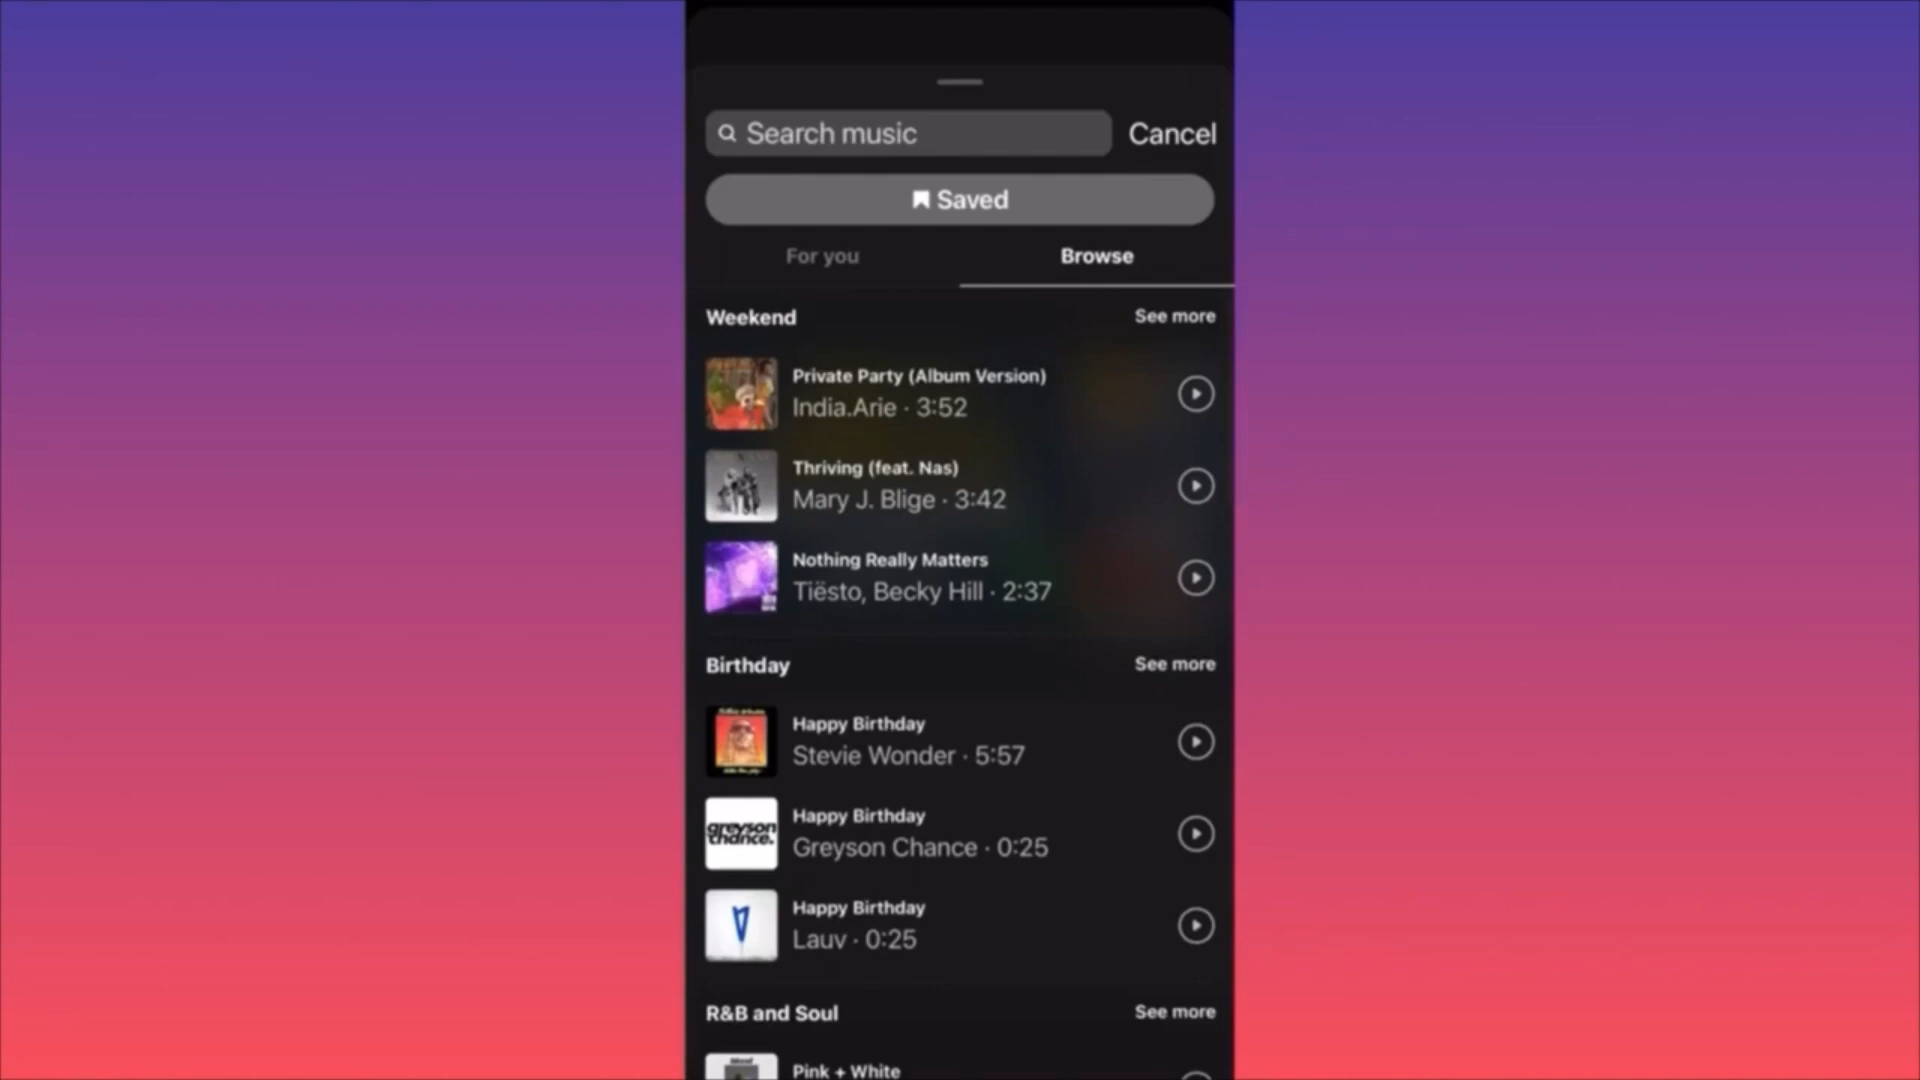 Search music
Cancel
Saved
For you
Browse
Weekend
See more
Private Party (Album Version)
India.Arie · 3:52
Thriving (feat. Nas)
Mary J. Blige · 3:42
Nothing Really Matters
Tiësto, Becky Hill · 2:37
Birthday
See more
Happy Birthday
Stevie Wonder · 5:57
greyson
chance.
Happy Birthday
Greyson Chance · 0:25
Happy Birthday
Lauv · 0:25
R&B and Soul
See more
Pink + White